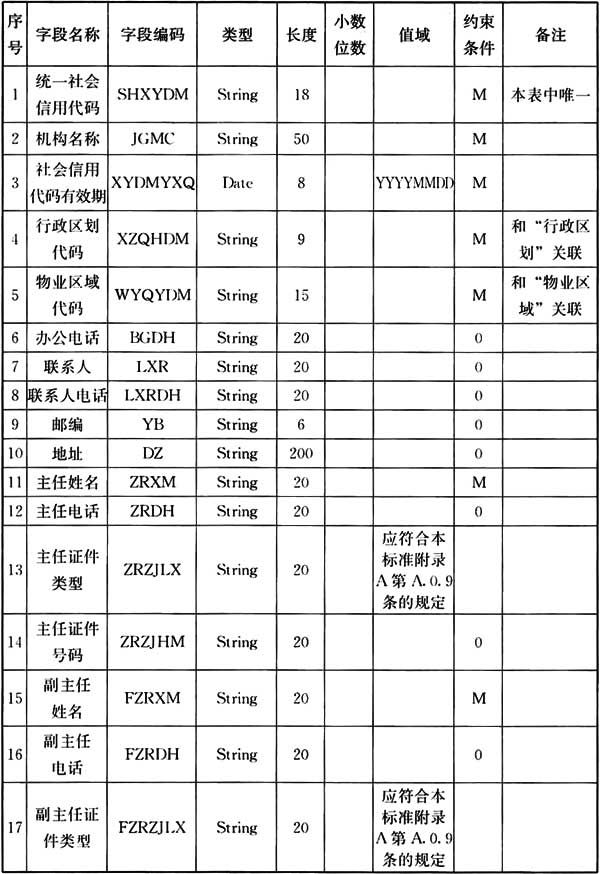 序号 字段名称 字段编码 类型 长度 小数位数 值域 约束条件 备注
1 统一社会信用代码 SHXYDM String 18 M 本表中唯一
2 机构名称 JGMC String 50 M
3 社会信用代码有效期 XYDMYXQ Date 8 YYYYMMDD M
4 行政区划代码 XZQHDM String 9 M 和“行政区划”关联
5 物业区域代码 WYQYDM String 15 M 和“物业区域”关联
6 办公电话 BGDH String 20 0
7 联系人 LXR String 20 0
8 联系人电话 LXRDH String 20 0
9 邮编 YB String 6 0
10 地址 DZ String 200 0
11 主任姓名 ZRXM String 20 M
12 主任电话 ZRDH String 20 0
13 主任证件类型 ZRZJLX String 20 应符合本标准附录A第A.0.9条的规定
14 主任证件号码 ZRZJHM String 20 0
15 副主任姓名 FZRXM String 20 M
16 副主任电话 FZRDH String 20 0
17 副主任证件类型 FZRZJLX String 20 应符合本标准附录A第A.0.9条的规定